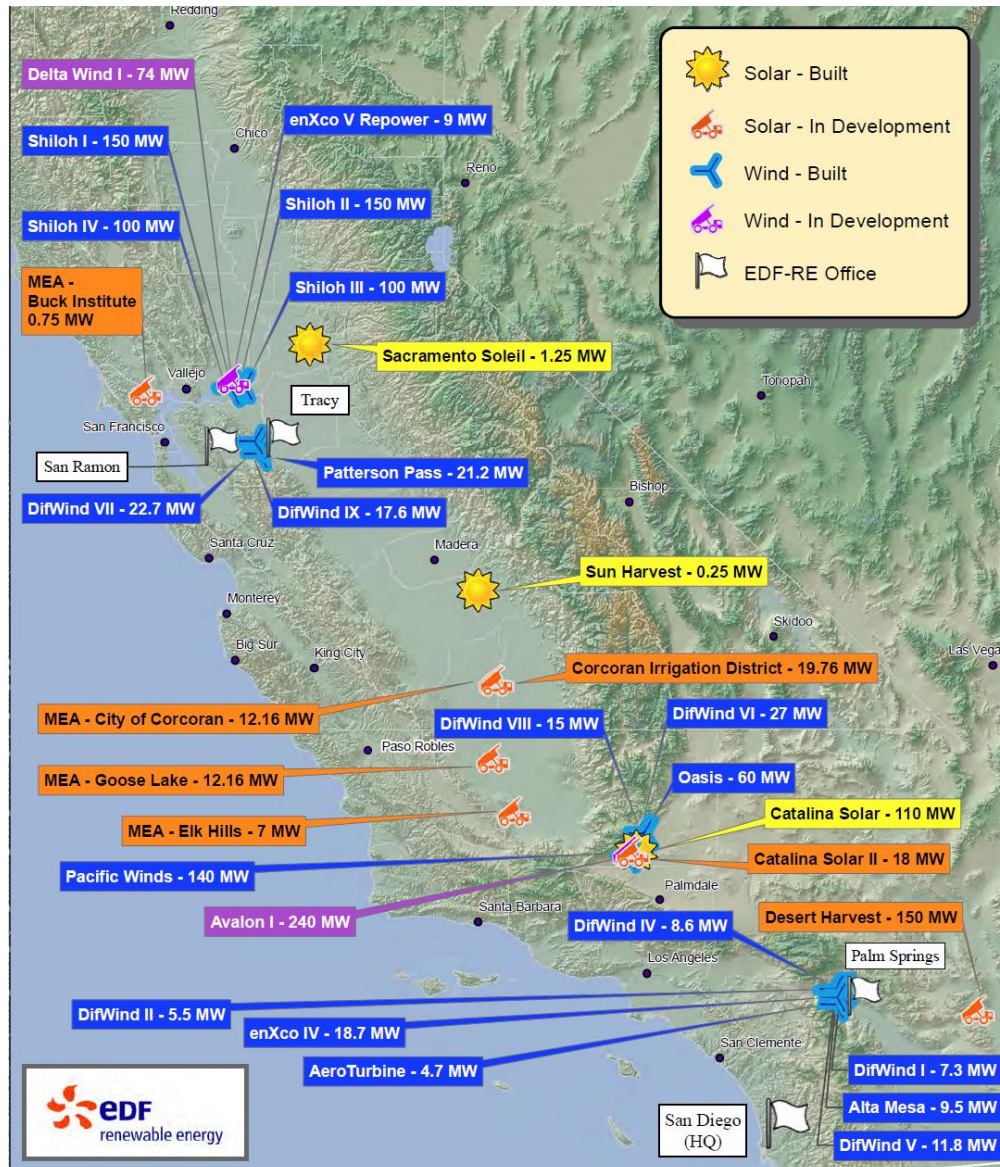 Redding
Delta Wind I - 74 MW
enXco V Repower - 9 MW
Shiloh I - 150 MW
Chico
Reno
Shiloh II - 150 MW
Shiloh IV - 100 MW
MEA -
Buck Institute
0.75 MW
Shiloh III - 100 MW
Solar - Built
Solar - In Development
Wind - Built
Wind - In Development
EDF-RE Office
Sacramento Soleil - 1.25 MW
Vallejo
Tracy
Tonopah
San Francisco
San Ramon
Patterson Pass - 21.2 MW
DifWind VII - 22.7 MW
DifWind IX - 17.6 MW
Bishop
Santa Cruz
Madera
Sun Harvest - 0.25 MW
Monterey
Big Sur
King City
Skidoo
Las Vega
Corcoran Irrigation District - 19.76 MW
MEA - City of Corcoran - 12.16 MW
DifWind VIII - 15 MW
DifWind VI - 27 MW
Paso Robles
MEA - Goose Lake - 12.16 MW
Oasis - 60 MW
MEA - Elk Hills - 7 MW
Catalina Solar - 110 MW
Pacific Winds - 140 MW
Catalina Solar II - 18 MW
Palmdale
Avalon I - 240 MW
Santa Barbara
DifWind IV - 8.6 MW
Desert Harvest - 150 MW
Los Angeles
Palm Springs
DifWind II - 5.5 MW
enXco IV - 18.7 MW
San Clemente
AeroTurbine - 4.7 MW
DifWind I - 7.3 MW
Alta Mesa - 9.5 MW
DifWind V - 11.8 MW
San Diego
(HQ)
eDF
renewable energy